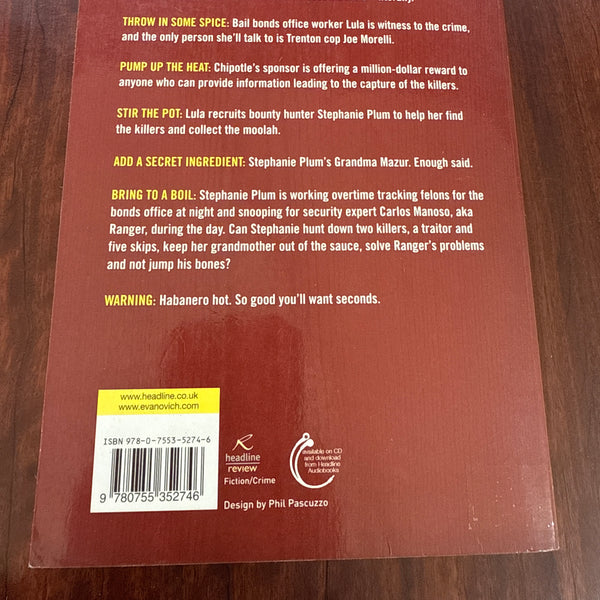 THROW IN SOME SPICE: Bail bonds office worker Lula is witness to the crime,
and the only person she'll talk to is Trenton cop Joe Morelli.
PUMP UP THE HEAT: Chipotle's sponsor is offering a million-dollar reward to
anyone who can provide information leading to the capture of the killers.
STIR THE POT: Lula recruits bounty hunter Stephanie Plum to help her find
the killers and collect the moolah.
ADD A SECRET INGREDIENT: Stephanie Plum's Grandma Mazur. Enough said.
BRING TO A BOIL: Stephanie Plum is working overtime tracking felons for the
bonds office at night and snooping for security expert Carlos Manoso, aka
Ranger, during the day. Can Stephanie hunt down two killers, a traitor and
five skips, keep her grandmother out of the sauce, solve Ranger's problems
and not jump his bones?
WARNING: Habanero hot. So good you'll want seconds.
www.headline.co.uk
www.evanovich.com
ISBN 978-0-7553-5274-6
9 780755 352746
headline
review
Fiction/Crime
available on CD
and download
from Headline
Audiobooks
Design by Phil Pascuzzo